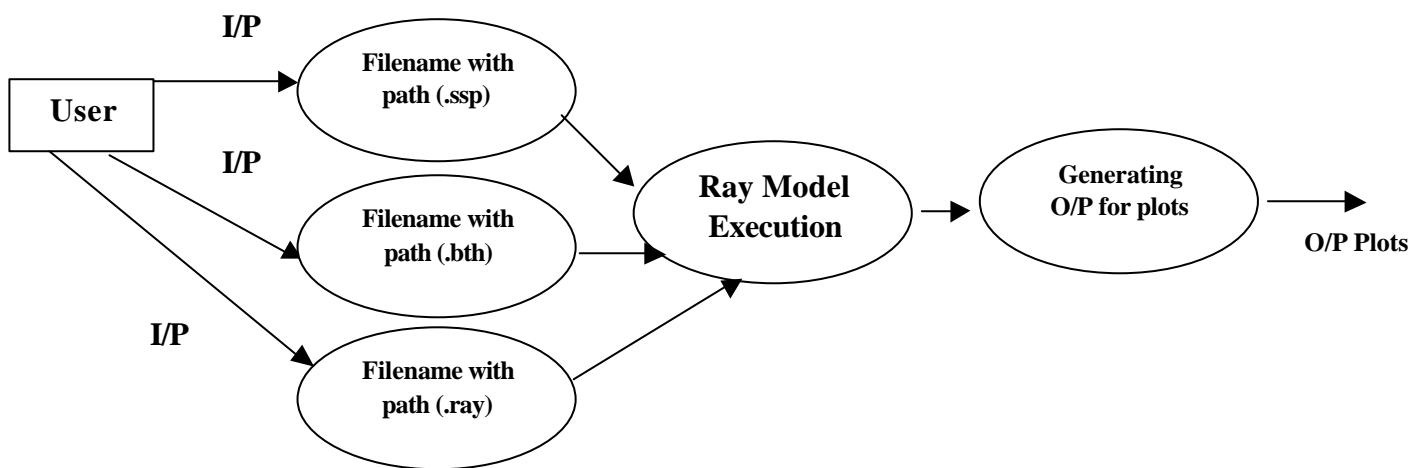 I/P
Filename with
path (.ssp)
User
I/P
Filename with
path (.bth)
I/P
Filename with
path (.ray)
Ray Model
Execution
Generating
O/P for plots
O/P Plots